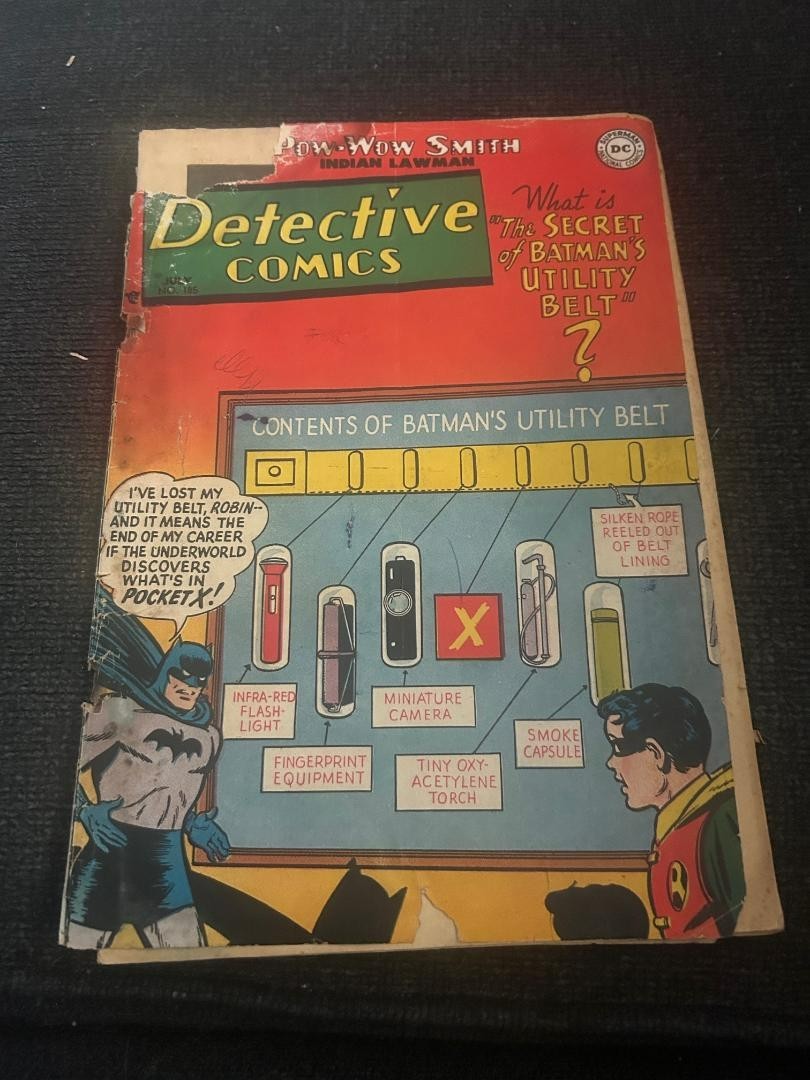 POW-WOW SMITH
INDIAN LAWMAN
SUPERMAN
DC
NATIONAL COMICS
Detective
COMICS
JULY
NO. 185
What is
"The SECRET
of BATMAN'S
UTILITY
BELT"
?
CONTENTS OF BATMAN'S UTILITY BELT
I'VE LOST MY
UTILITY BELT, ROBIN--
AND IT MEANS THE
END OF MY CAREER
IF THE UNDERWORLD
DISCOVERS
WHAT'S IN
POCKET X!
SILKEN ROPE
REELED OUT
OF BELT
LINING
X
INFRA-RED
FLASH-
LIGHT
MINIATURE
CAMERA
FINGERPRINT
EQUIPMENT
TINY OXY-
ACETYLENE
TORCH
SMOKE
CAPSULE
R